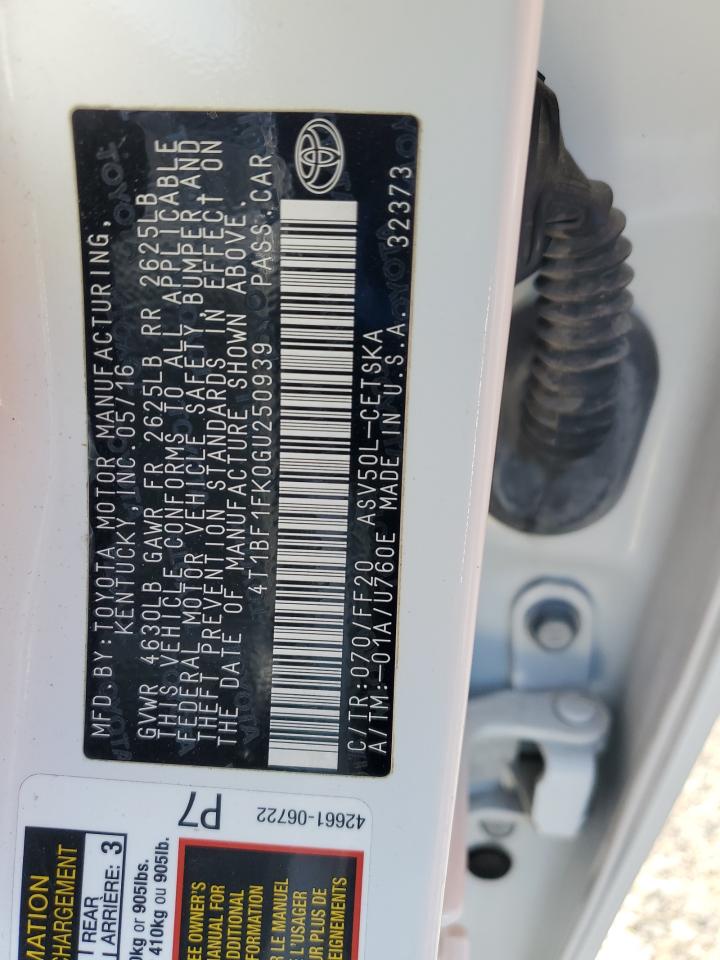 MFD.BY:TOYOTA MOTOR MANUFACTURING,
KENTUCKY,INC.05/16
GVWR 4630LB GAWR FR 2625LB RR 2625LB
THIS VEHICLE CONFORMS TO ALL APPLICABLE
FEDERAL MOTOR VEHICLE SAFETY,BUMPER,AND
THEFT PREVENTION STANDARDS IN EFFECT ON
THE DATE OF MANUFACTURE SHOWN ABOVE.
4T1BF1FK0GU250939 PASS.CAR
C/TR:070/FF20 ASV50L-CETSKA
A/TM:-01A/U760E MADE IN U.S.A. 32373
P7
42661-06722
MATION
CHARGEMENT
REAR
ARRIÈRE: 3
0kg or 905lbs.
410kg ou 905lb.
EE OWNER'S
MANUAL FOR
DDITIONAL
FORMATION
R LE MANUEL
L'USAGER
UR PLUS DE
EIGNEMENTS